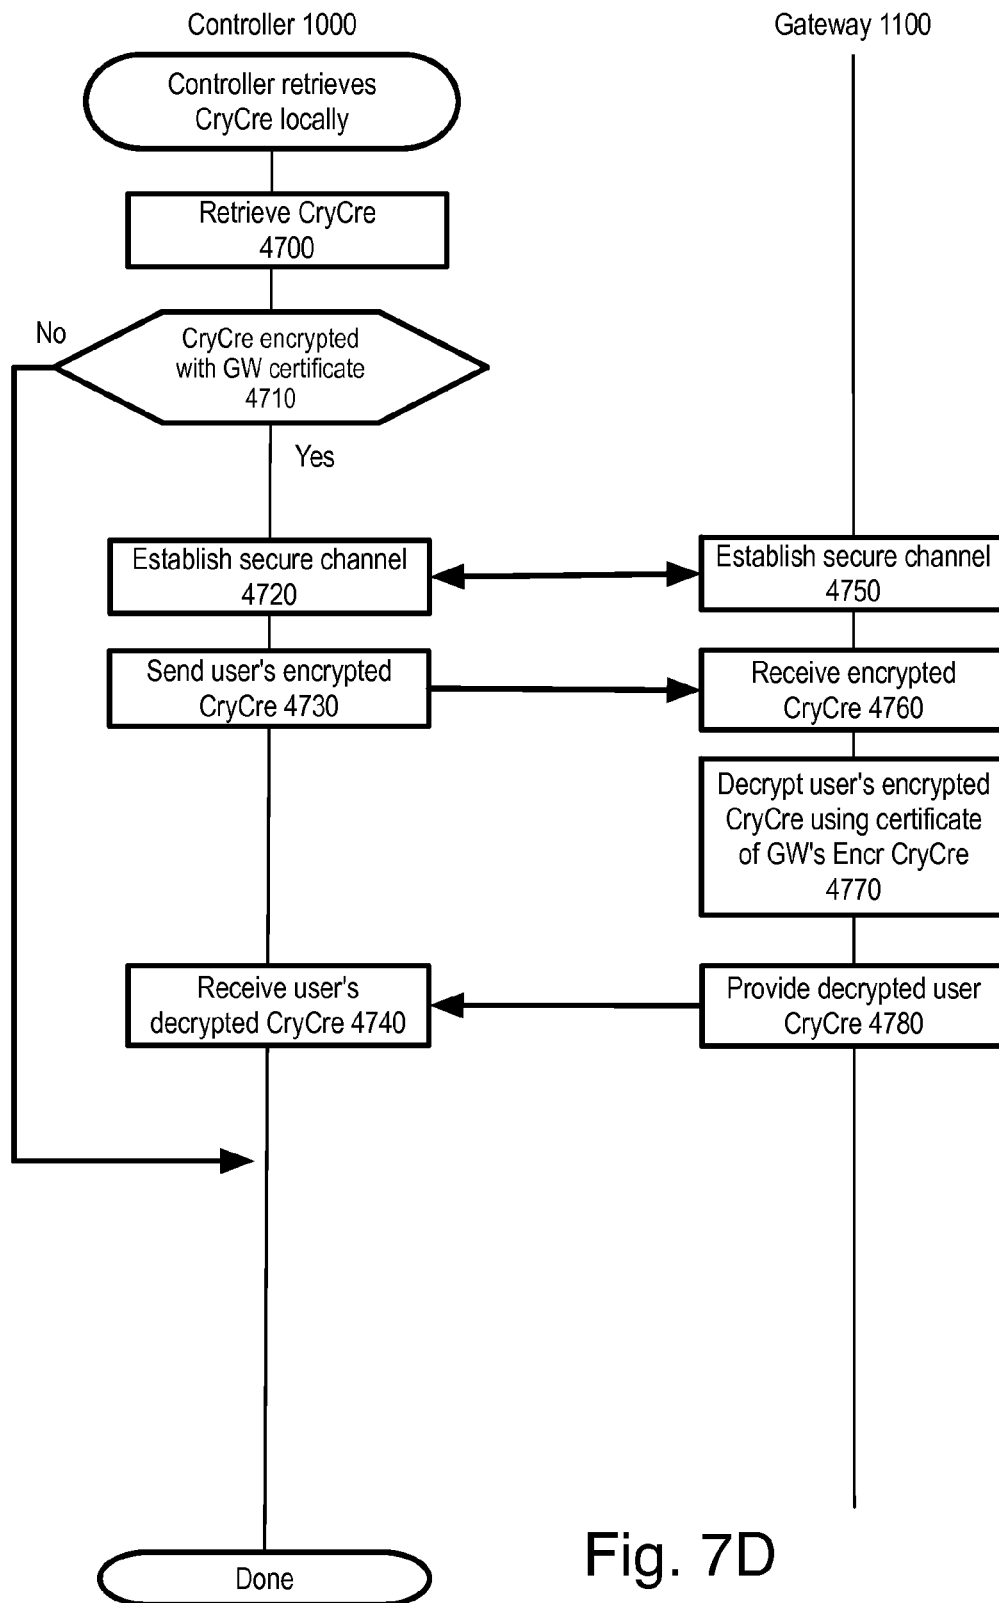 Controller 1000
Gateway 1100
Controller retrieves
CryCre locally
Retrieve CryCre
4700
No
CryCre encrypted
with GW certificate
4710
Yes
Establish secure channel
4720
Establish secure channel
4750
Send user's encrypted
CryCre 4730
Receive encrypted
CryCre 4760
Decrypt user's encrypted
CryCre using certificate
of GW's Encr CryCre
4770
Receive user's
decrypted CryCre 4740
Provide decrypted user
CryCre 4780
Done
Fig. 7D